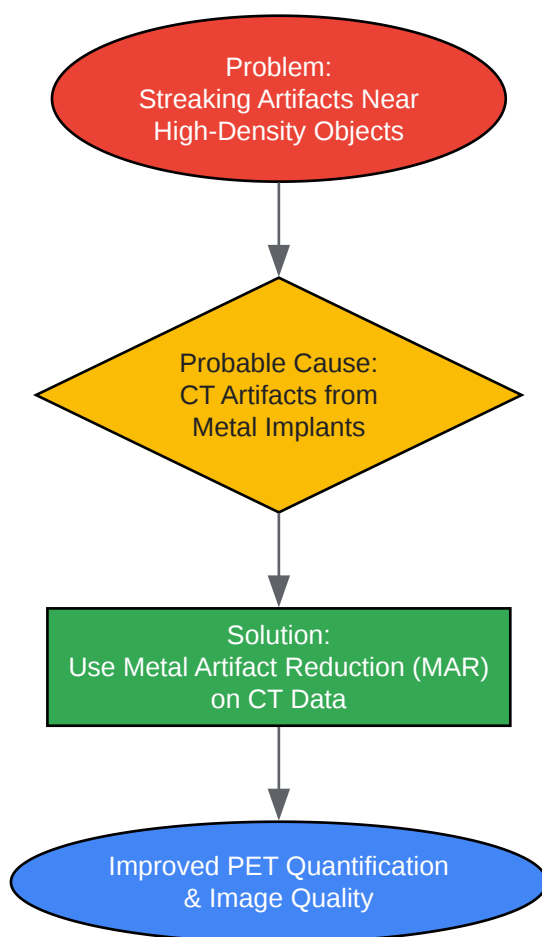 Problem:
Streaking Artifacts Near
High-Density Objects
Probable Cause:
CT Artifacts from
Metal Implants
Solution:
Use Metal Artifact Reduction (MAR)
on CT Data
Improved PET Quantification
& Image Quality